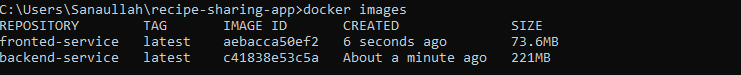 C:\Users\Sanaullah\recipe-sharing-app>docker images
REPOSITORY TAG IMAGE ID CREATED SIZE
fronted-service latest aebacca50ef2 6 seconds ago 73.6MB
backend-service latest c41838e53c5a About a minute ago 221MB